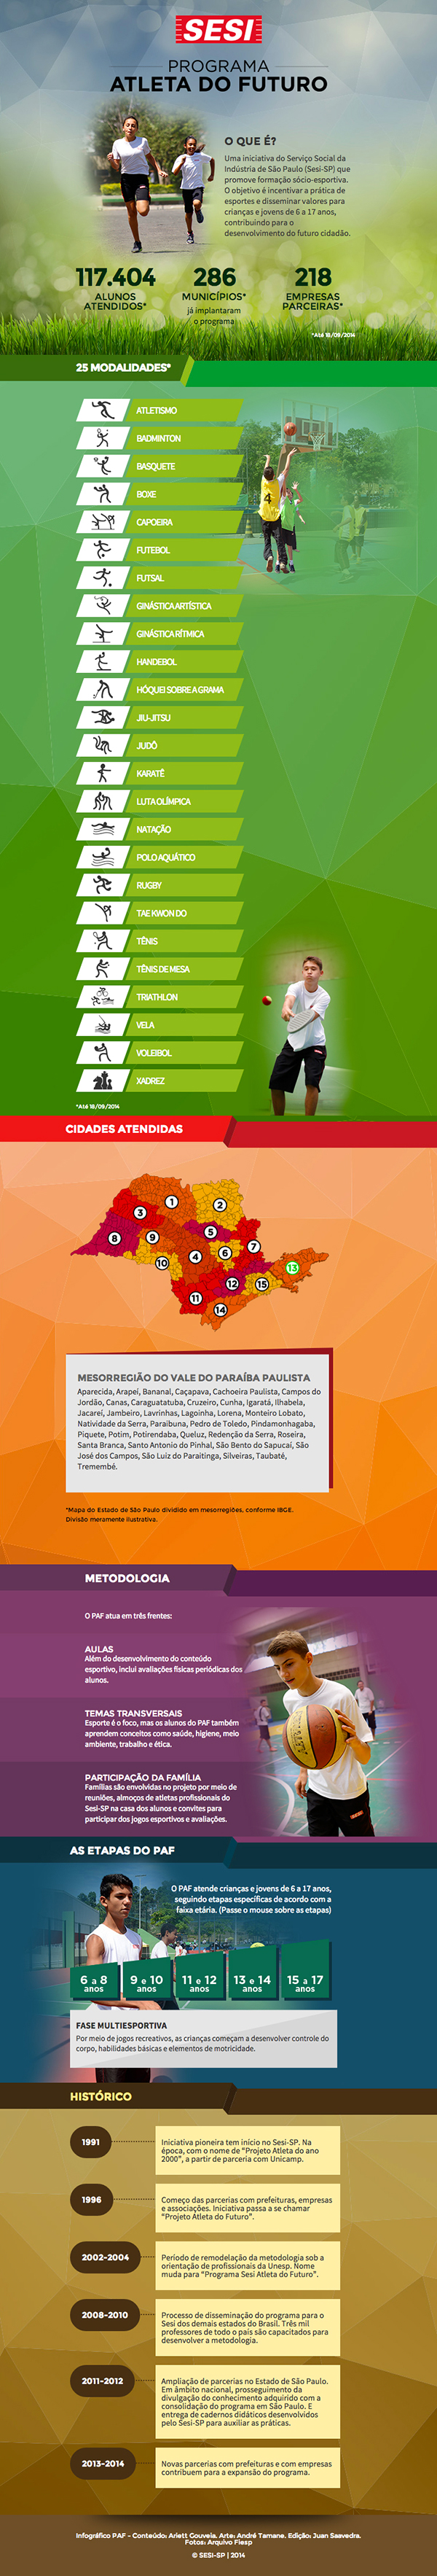 SESI
PROGRAMA
ATLETA DO FUTURO
O QUE É?
Uma iniciativa do Serviço Social da
Indústria de São Paulo (Sesi-SP) que
promove formação sócio-esportiva.
O objetivo é incentivar a prática de
esportes e disseminar valores para
crianças e jovens de 6 a 17 anos,
contribuindo para o
desenvolvimento do futuro cidadão.
117.404
ALUNOS
ATENDIDOS*
286
MUNICÍPIOS*
já implantaram
o programa
218
EMPRESAS
PARCEIRAS*
*Até 18/09/2014
25 MODALIDADES*
ATLETISMO
BADMINTON
BASQUETE
BOXE
CAPOEIRA
FUTEBOL
FUTSAL
GINÁSTICA ARTÍSTICA
GINÁSTICA RÍTMICA
HANDEBOL
HÓQUEI SOBRE A GRAMA
JIU-JITSU
JUDÔ
KARATÊ
LUTA OLÍMPICA
NATAÇÃO
POLO AQUÁTICO
RUGBY
TAE KWON DO
TÊNIS
TÊNIS DE MESA
TRIATHLON
VELA
VOLEIBOL
XADREZ
4
*Até 18/09/2014
CIDADES ATENDIDAS
1
2
3
5
8
9
7
6
4
10
13
12
15
11
14
MESORREGIÃO DO VALE DO PARAÍBA PAULISTA
Aparecida, Arapeí, Bananal, Caçapava, Cachoeira Paulista, Campos do
Jordão, Canas, Caraguatatuba, Cruzeiro, Cunha, Igaratá, Ilhabela,
Jacareí, Jambeiro, Lavrinhas, Lagoinha, Lorena, Monteiro Lobato,
Natividade da Serra, Paraibuna, Pedro de Toledo, Pindamonhagaba,
Piquete, Potim, Potirendaba, Queluz, Redenção da Serra, Roseira,
Santa Branca, Santo Antonio do Pinhal, São Bento do Sapucaí, São
José dos Campos, São Luiz do Paraitinga, Silveiras, Taubaté,
Tremembé.
*Mapa do Estado de São Paulo dividido em mesorregiões, conforme IBGE.
Divisão meramente ilustrativa.
METODOLOGIA
O PAF atua em três frentes:
AULAS
Além do desenvolvimento do conteúdo
esportivo, inclui avaliações físicas periódicas dos
alunos.
TEMAS TRANSVERSAIS
Esporte é o foco, mas os alunos do PAF também
aprendem conceitos como saúde, higiene, meio
ambiente, trabalho e ética.
PARTICIPAÇÃO DA FAMÍLIA
Famílias são envolvidas no projeto por meio de
reuniões, almoços de atletas profissionais do
Sesi-SP na casa dos alunos e convites para
participar dos jogos esportivos e avaliações.
AS ETAPAS DO PAF
O PAF atende crianças e jovens de 6 a 17 anos,
seguindo etapas específicas de acordo com a
faixa etária. (Passe o mouse sobre as etapas)
6 a 8
anos
9 e 10
anos
11 e 12
anos
13 e 14
anos
15 a 17
anos
FASE MULTIESPORTIVA
Por meio de jogos recreativos, as crianças começam a desenvolver controle do
corpo, habilidades básicas e elementos de motricidade.
HISTÓRICO
1991
Iniciativa pioneira tem início no Sesi-SP. Na
época, com o nome de "Projeto Atleta do ano
2000", a partir de parceria com Unicamp.
1996
Começo das parcerias com prefeituras, empresas
e associações. Iniciativa passa a se chamar
"Projeto Atleta do Futuro".
2002-2004
Período de remodelação da metodologia sob a
orientação de profissionais da Unesp. Nome
muda para "Programa Sesi Atleta do Futuro".
2008-2010
Processo de disseminação do programa para o
Sesi dos demais estados do Brasil. Três mil
professores de todo o país são capacitados para
desenvolver a metodologia.
2011-2012
Ampliação de parcerias no Estado de São Paulo.
Em âmbito nacional, prosseguimento da
divulgação do conhecimento adquirido com a
consolidação do programa em São Paulo. E
entrega de cadernos didáticos desenvolvidos
pelo Sesi-SP para auxiliar as práticas.
2013-2014
Novas parcerias com prefeituras e com empresas
contribuem para a expansão do programa.
Infográfico PAF - Conteúdo: Ariett Gouveia. Arte: André Tamane. Edição: Juan Saavedra.
Fotos: Arquivo Fiesp
© SESI-SP | 2014